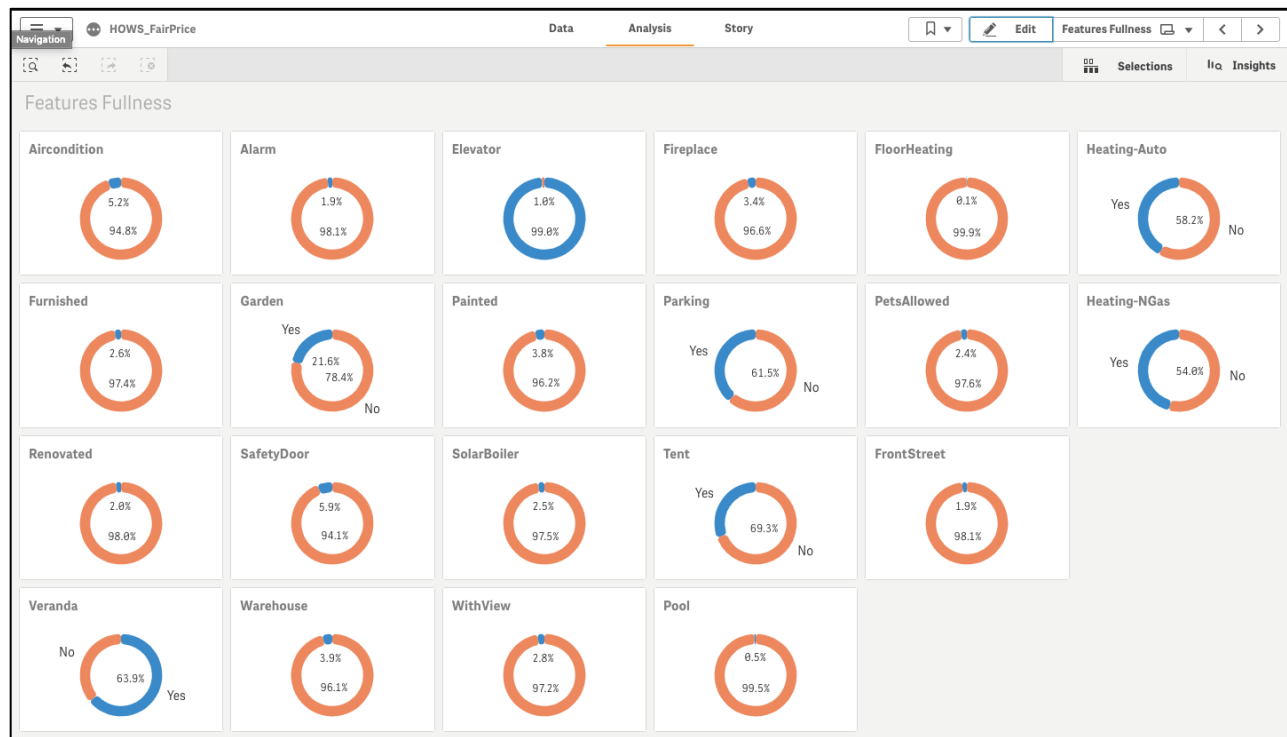 HOWS_FairPrice
Data
Analysis
Story
Edit
Features Fullness
Navigation
Selections
Insights
Features Fullness
Aircondition
5.2%
94.8%
Alarm
1.9%
98.1%
Elevator
1.0%
99.0%
Fireplace
3.4%
96.6%
FloorHeating
0.1%
99.9%
Heating-Auto
Yes
58.2%
No
Furnished
2.6%
97.4%
Garden
Yes
21.6%
78.4%
No
Painted
3.8%
96.2%
Parking
Yes
61.5%
No
PetsAllowed
2.4%
97.6%
Heating-NGas
Yes
54.0%
No
Renovated
2.0%
98.0%
SafetyDoor
5.9%
94.1%
SolarBoiler
2.5%
97.5%
Tent
Yes
69.3%
No
FrontStreet
1.9%
98.1%
Veranda
No
63.9%
Yes
Warehouse
3.9%
96.1%
WithView
2.8%
97.2%
Pool
0.5%
99.5%